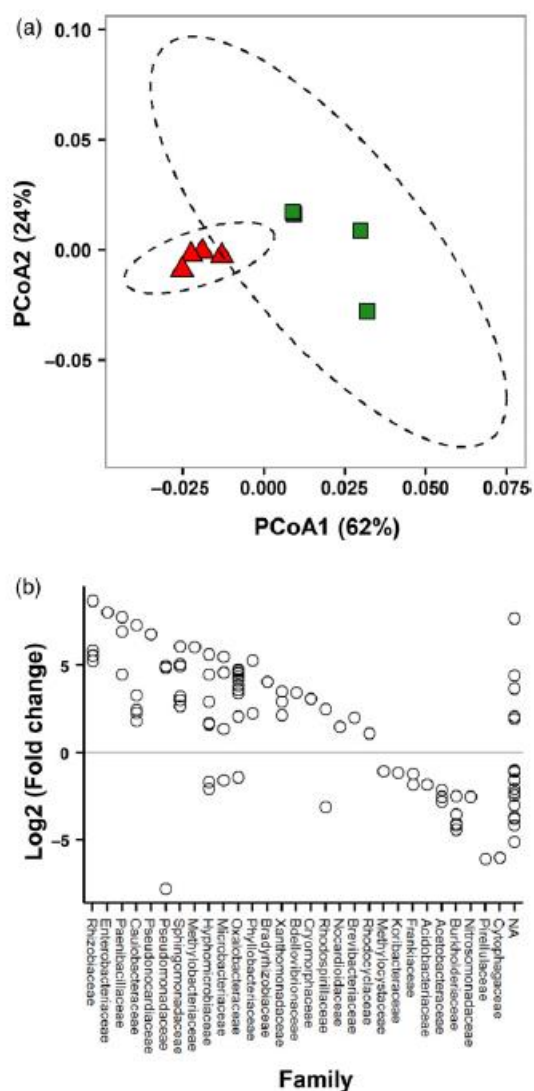 (a)
0.10
0.05
0.00
−0.05
PCoA2 (24%)
−0.025 0.000 0.025 0.050 0.075
PCoA1 (62%)
(b)
5
0
−5
Log2 (Fold change)
Rhizobiaceae
Enterobacteriaceae
Paenibacilliaceae
Caulobacteraceae
Pseudonocardiaceae
Pseudomonadaceae
Sphingomonadaceae
Methylobacteriaceae
Hyphomicrobiaceae
Microbacteriaceae
Oxalobacteraceae
Phyllobacteriaceae
Bradyrhizobiaceae
Xanthomonadaceae
Bdellovibrionaceae
Cryomorphaceae
Rhodospirillaceae
Nocardioidaceae
Brevibacteriaceae
Rhodocyclaceae
Methylocystaceae
Koribacteraceae
Frankiaceae
Acidobacteriaceae
Acetobacteraceae
Burkholderiaceae
Nitrosomonadaceae
Pirellulaceae
Cytophagaceae
NA
Family